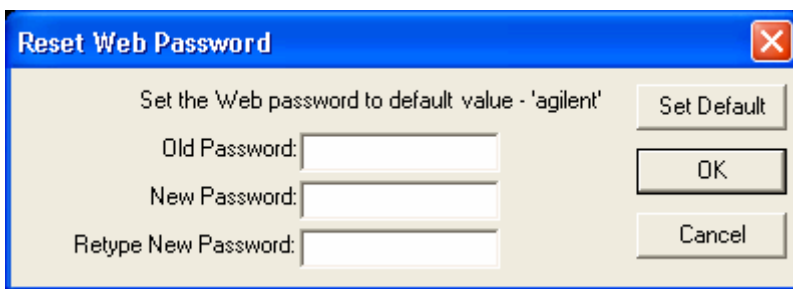 Reset Web Password
Set the Web password to default value - 'agilent'
Set Default
Old Password:
OK
New Password:
Retype New Password:
Cancel